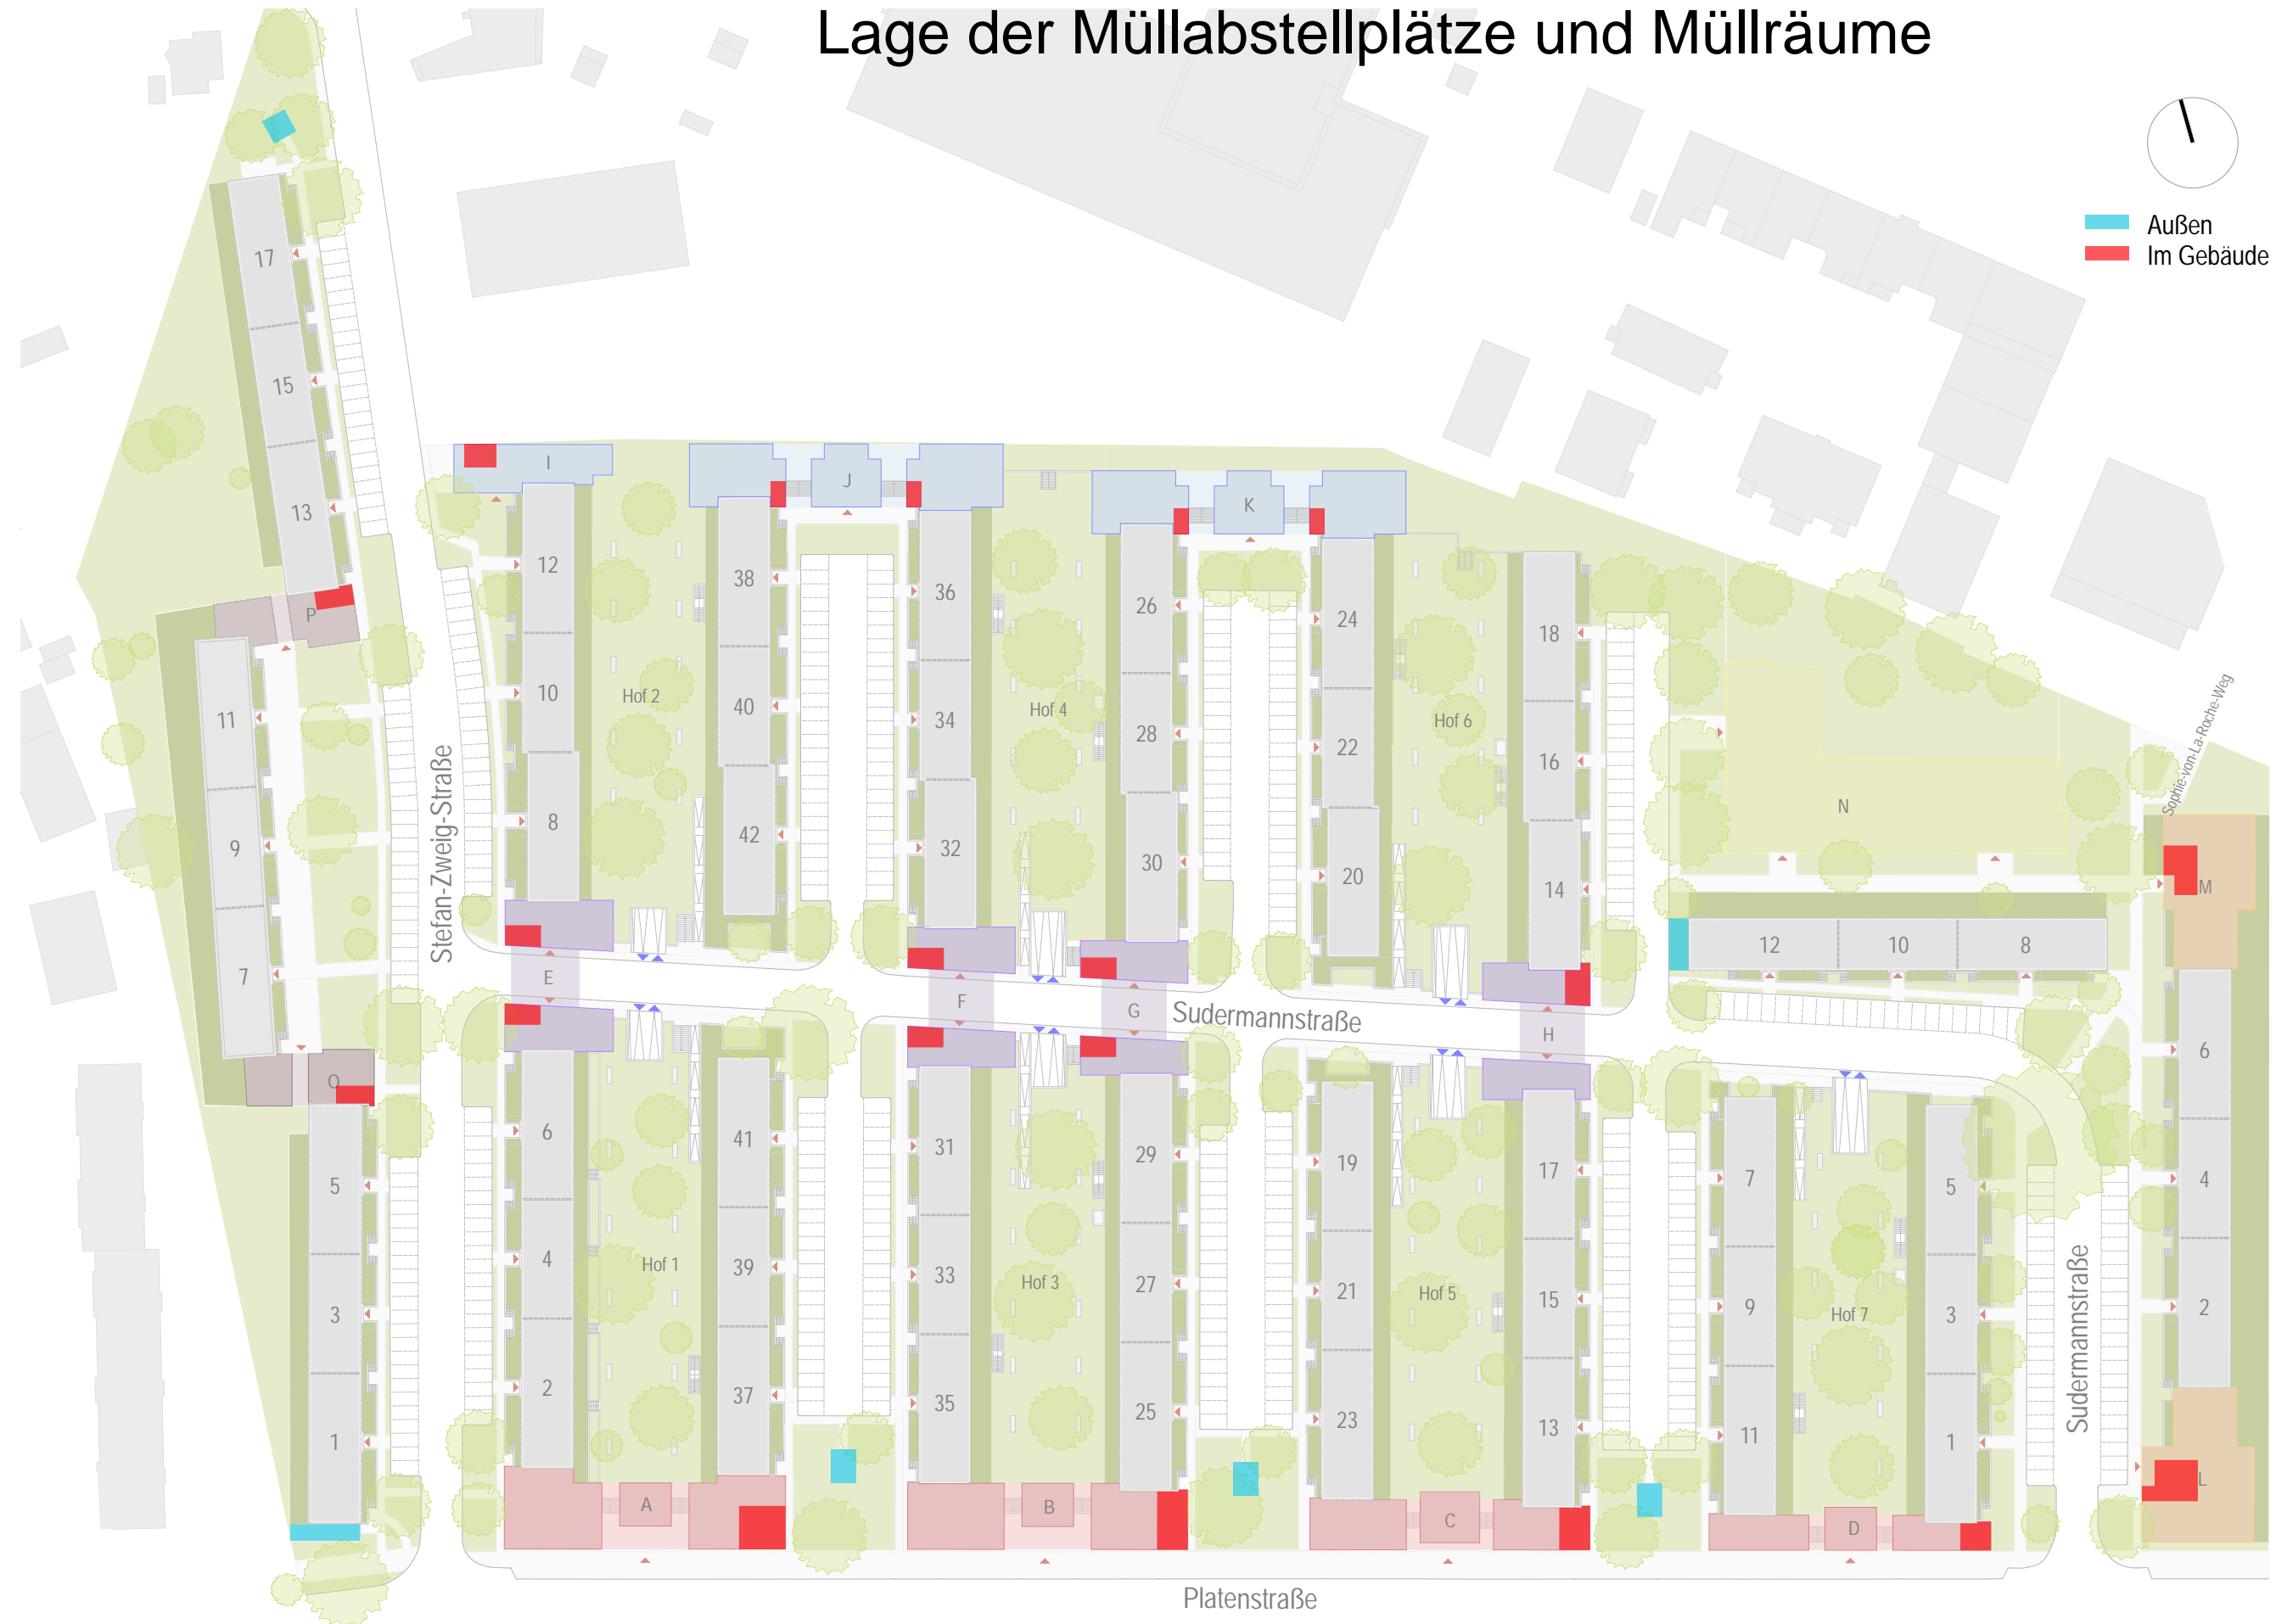 Lage der Müllabstellplätze und Müllräume
Außen
Im Gebäude
17
15
13
P
11
9
7
O
5
3
1
Stefan-Zweig-Straße
I
12
10
8
E
6
4
2
Hof 2
Hof 1
38
40
42
41
39
37
A
J
36
34
32
F
31
33
35
Hof 4
Hof 3
B
26
28
30
G
29
27
25
K
24
22
20
Sudermannstraße
19
21
23
Hof 6
Hof 5
C
18
16
14
H
17
15
13
N
12
10
8
7
9
11
Hof 7
D
5
3
1
Sudermannstraße
Sophie-von-La-Roche-Weg
M
6
4
2
L
Platenstraße